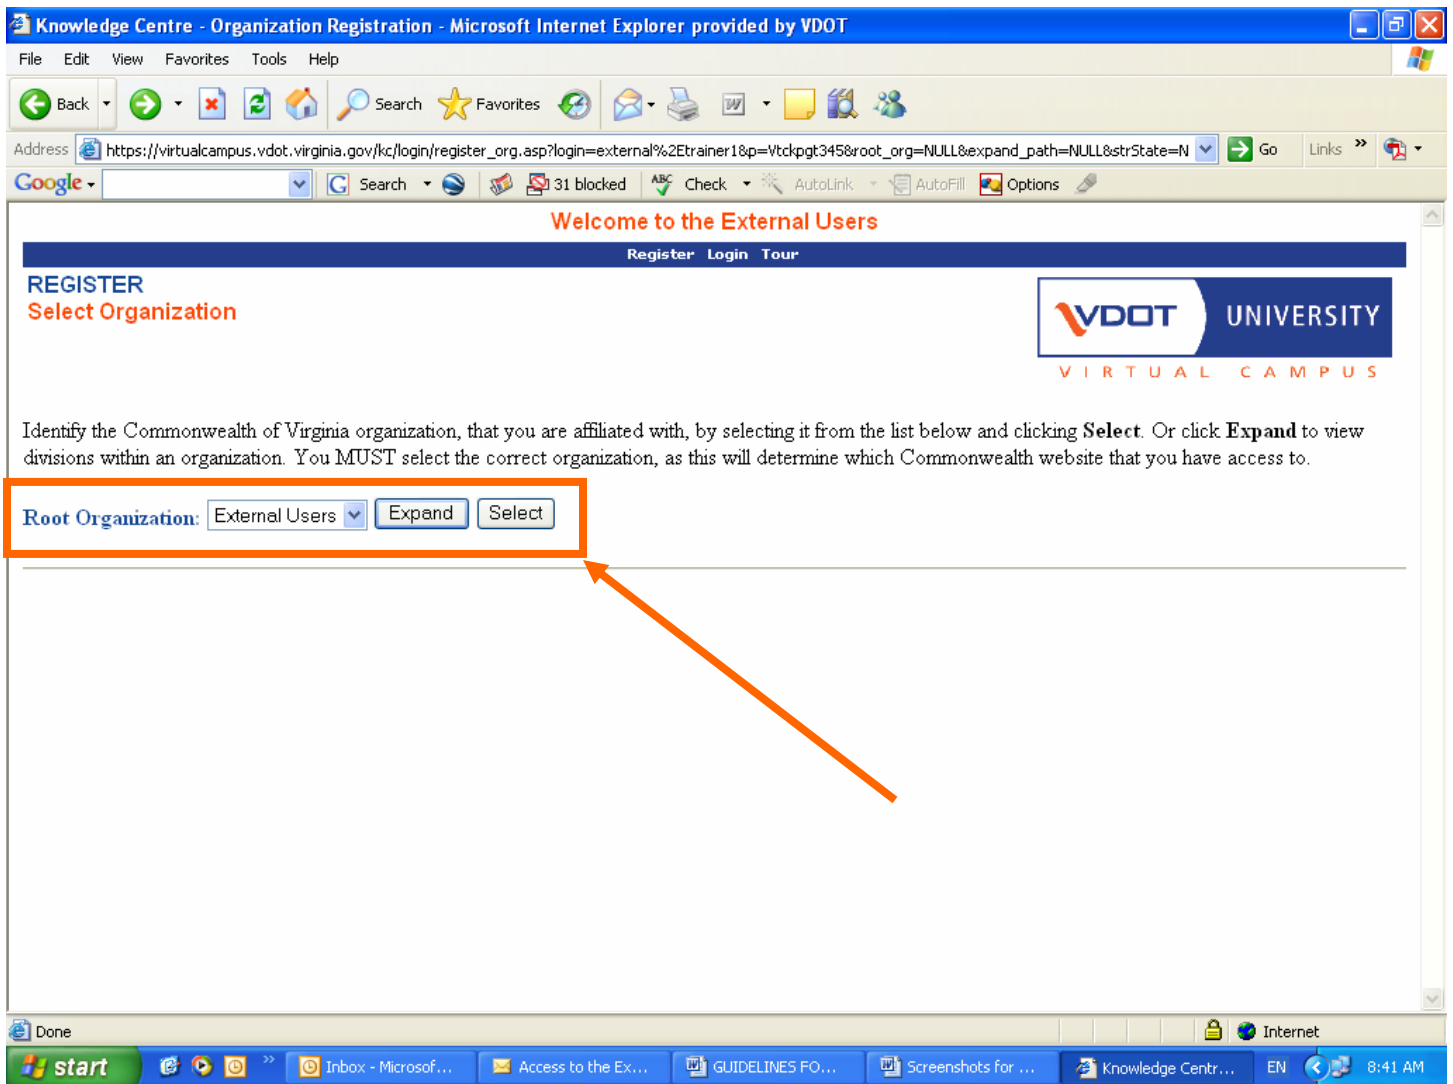 Knowledge Centre - Organization Registration - Microsoft Internet Explorer provided by VDOT
File Edit View Favorites Tools Help
Back Search Favorites
Address https://virtualcampus.vdot.virginia.gov/kc/login/register_org.asp?login=external%2Etrainer1&p=Vtckpgt345&root_org=NULL&expand_path=NULL&strState=N Go Links »
Google Search 31 blocked ABC Check AutoLink AutoFill Options
Welcome to the External Users
Register Login Tour
REGISTER
Select Organization
VDOT UNIVERSITY
VIRTUAL CAMPUS
Identify the Commonwealth of Virginia organization, that you are affiliated with, by selecting it from the list below and clicking Select. Or click Expand to view
divisions within an organization. You MUST select the correct organization, as this will determine which Commonwealth website that you have access to.
Root Organization: External Users Expand Select
Done Internet
start » Inbox - Microsof... Access to the Ex... GUIDELINES FO... Screenshots for ... Knowledge Centr... EN 8:41 AM